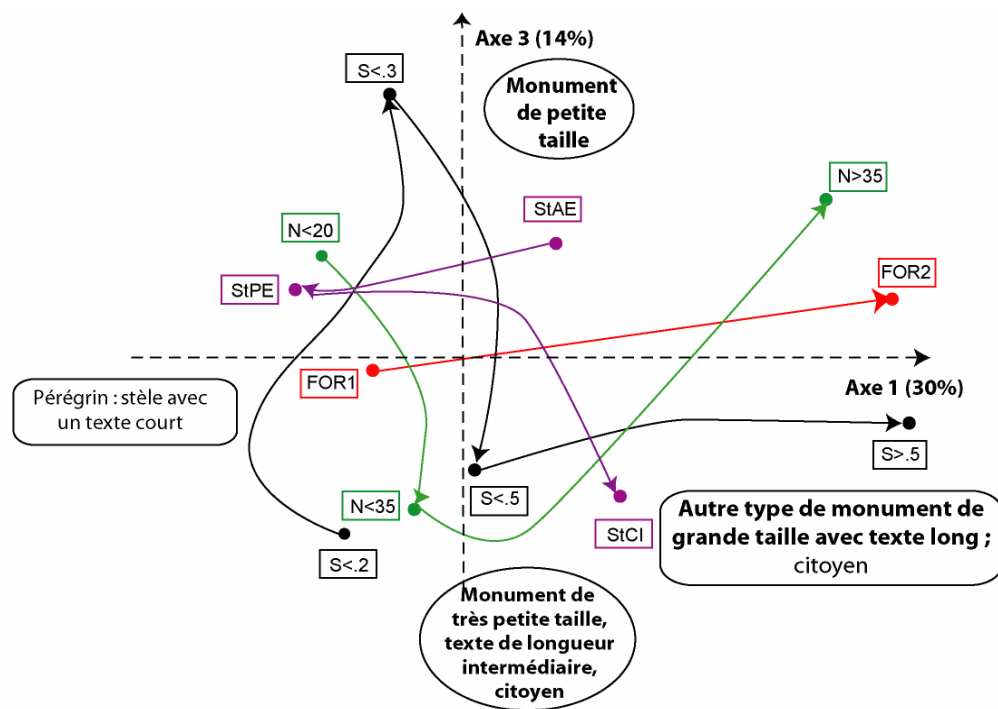 Axe 3 (14%)
S<.3
Monument
de petite
taille
N>35
StAE
N<20
FOR2
StPE
FOR1
Axe 1 (30%)
Pérégrin : stèle avec
un texte court
S>.5
S<.5
N<35
Autre type de monument de
grande taille avec texte long ;
citoyen
StCI
S<.2
Monument de
très petite taille,
texte de longueur
intermédiaire,
citoyen